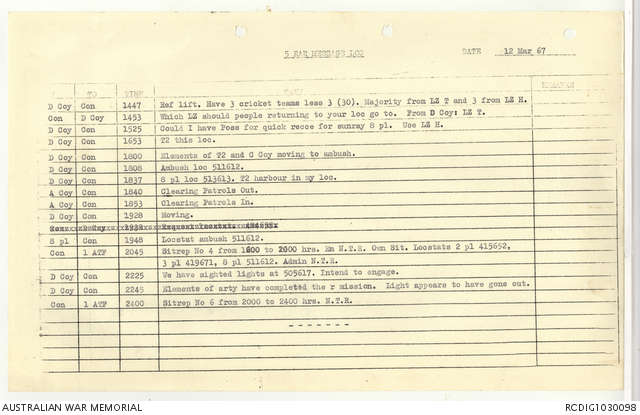 5 RAR MESSAGE LOG DATE 12 Mar 67
TO TIME
D Coy Con 1447 Ref lift. Have 3 cricket teams less 3 (30). Majority from LZ T and 3 from LZ H.
Con D Coy 1453 Which LZ should people returning to your loc go to. From D Coy: LZ T.
D Coy Con 1525 Could I have Poss for quick recce for sunray 8 pl. Use LZ H.
D Coy Con 1653 T2 this loc.
D Coy Con 1800 Elements of T2 and C Coy moving to ambush.
D Coy Con 1808 Ambush loc 511612.
D Coy Con 1837 8 pl loc 513613. T2 harbour in my loc.
A Coy Con 1840 Clearing Patrols Out.
A Coy Con 1853 Clearing Patrols In.
D Coy Con 1928 Moving.
8 pl Con 1948 Locstat ambush 511612.
Con 1 ATF 2045 Sitrep No 4 from 1800 to 2000 hrs. En N.T.R. Own Sit. Locstats 2 pl 415652,
3 pl 419671, 8 pl 511612. Admin N.T.R.
D Coy Con 2225 We have sighted lights at 505617. Intend to engage.
D Coy Con 2245 Elements of arty have completed the r mission. Light appears to have gone out.
Con 1 ATF 2400 Sitrep No 6 from 2000 to 2400 hrs. N.T.R.
- - - - - - -
AUSTRALIAN WAR MEMORIAL RCDIG1030098